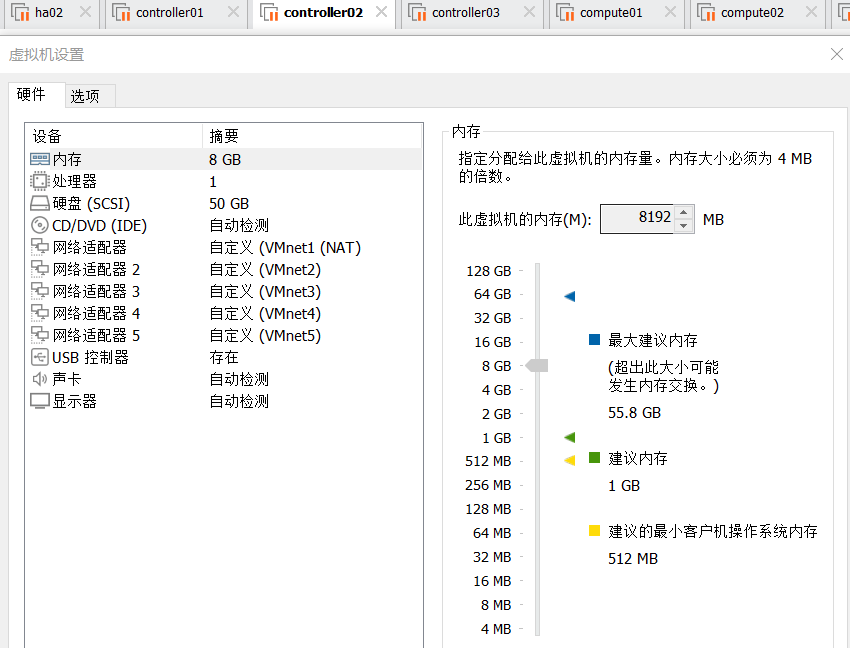 ha02
controller01
controller02
controller03
compute01
compute02
虚拟机设置
硬件
选项
设备 摘要
内存 8 GB
处理器 1
硬盘 (SCSI) 50 GB
CD/DVD (IDE) 自动检测
网络适配器 自定义 (VMnet1 (NAT)
网络适配器 2 自定义 (VMnet2)
网络适配器 3 自定义 (VMnet3)
网络适配器 4 自定义 (VMnet4)
网络适配器 5 自定义 (VMnet5)
USB 控制器 存在
声卡 自动检测
显示器 自动检测
内存
指定分配给此虚拟机的内存量。内存大小必须为 4 MB
的倍数。
此虚拟机的内存(M): 8192 MB
128 GB
64 GB
32 GB
16 GB
8 GB
4 GB
2 GB
1 GB
512 MB
256 MB
128 MB
64 MB
32 MB
16 MB
8 MB
4 MB
最大建议内存
(超出此大小可能
发生内存交换。)
55.8 GB
建议内存
1 GB
建议的最小客户机操作系统内存
512 MB